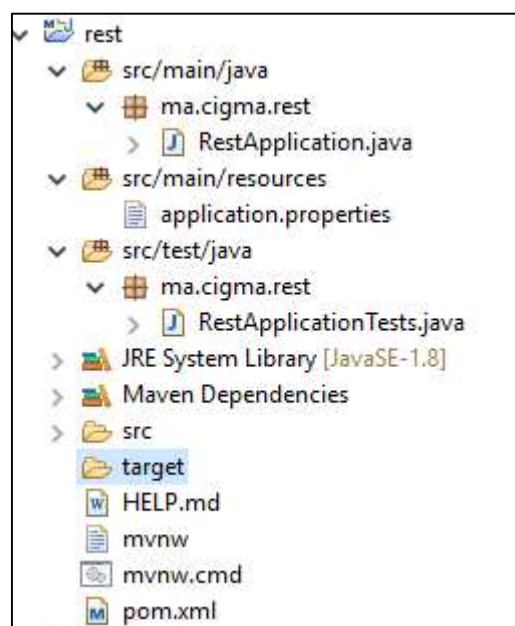 rest
src/main/java
ma.cigma.rest
RestApplication.java
src/main/resources
application.properties
src/test/java
ma.cigma.rest
RestApplicationTests.java
JRE System Library [JavaSE-1.8]
Maven Dependencies
src
target
HELP.md
mvnw
mvnw.cmd
pom.xml